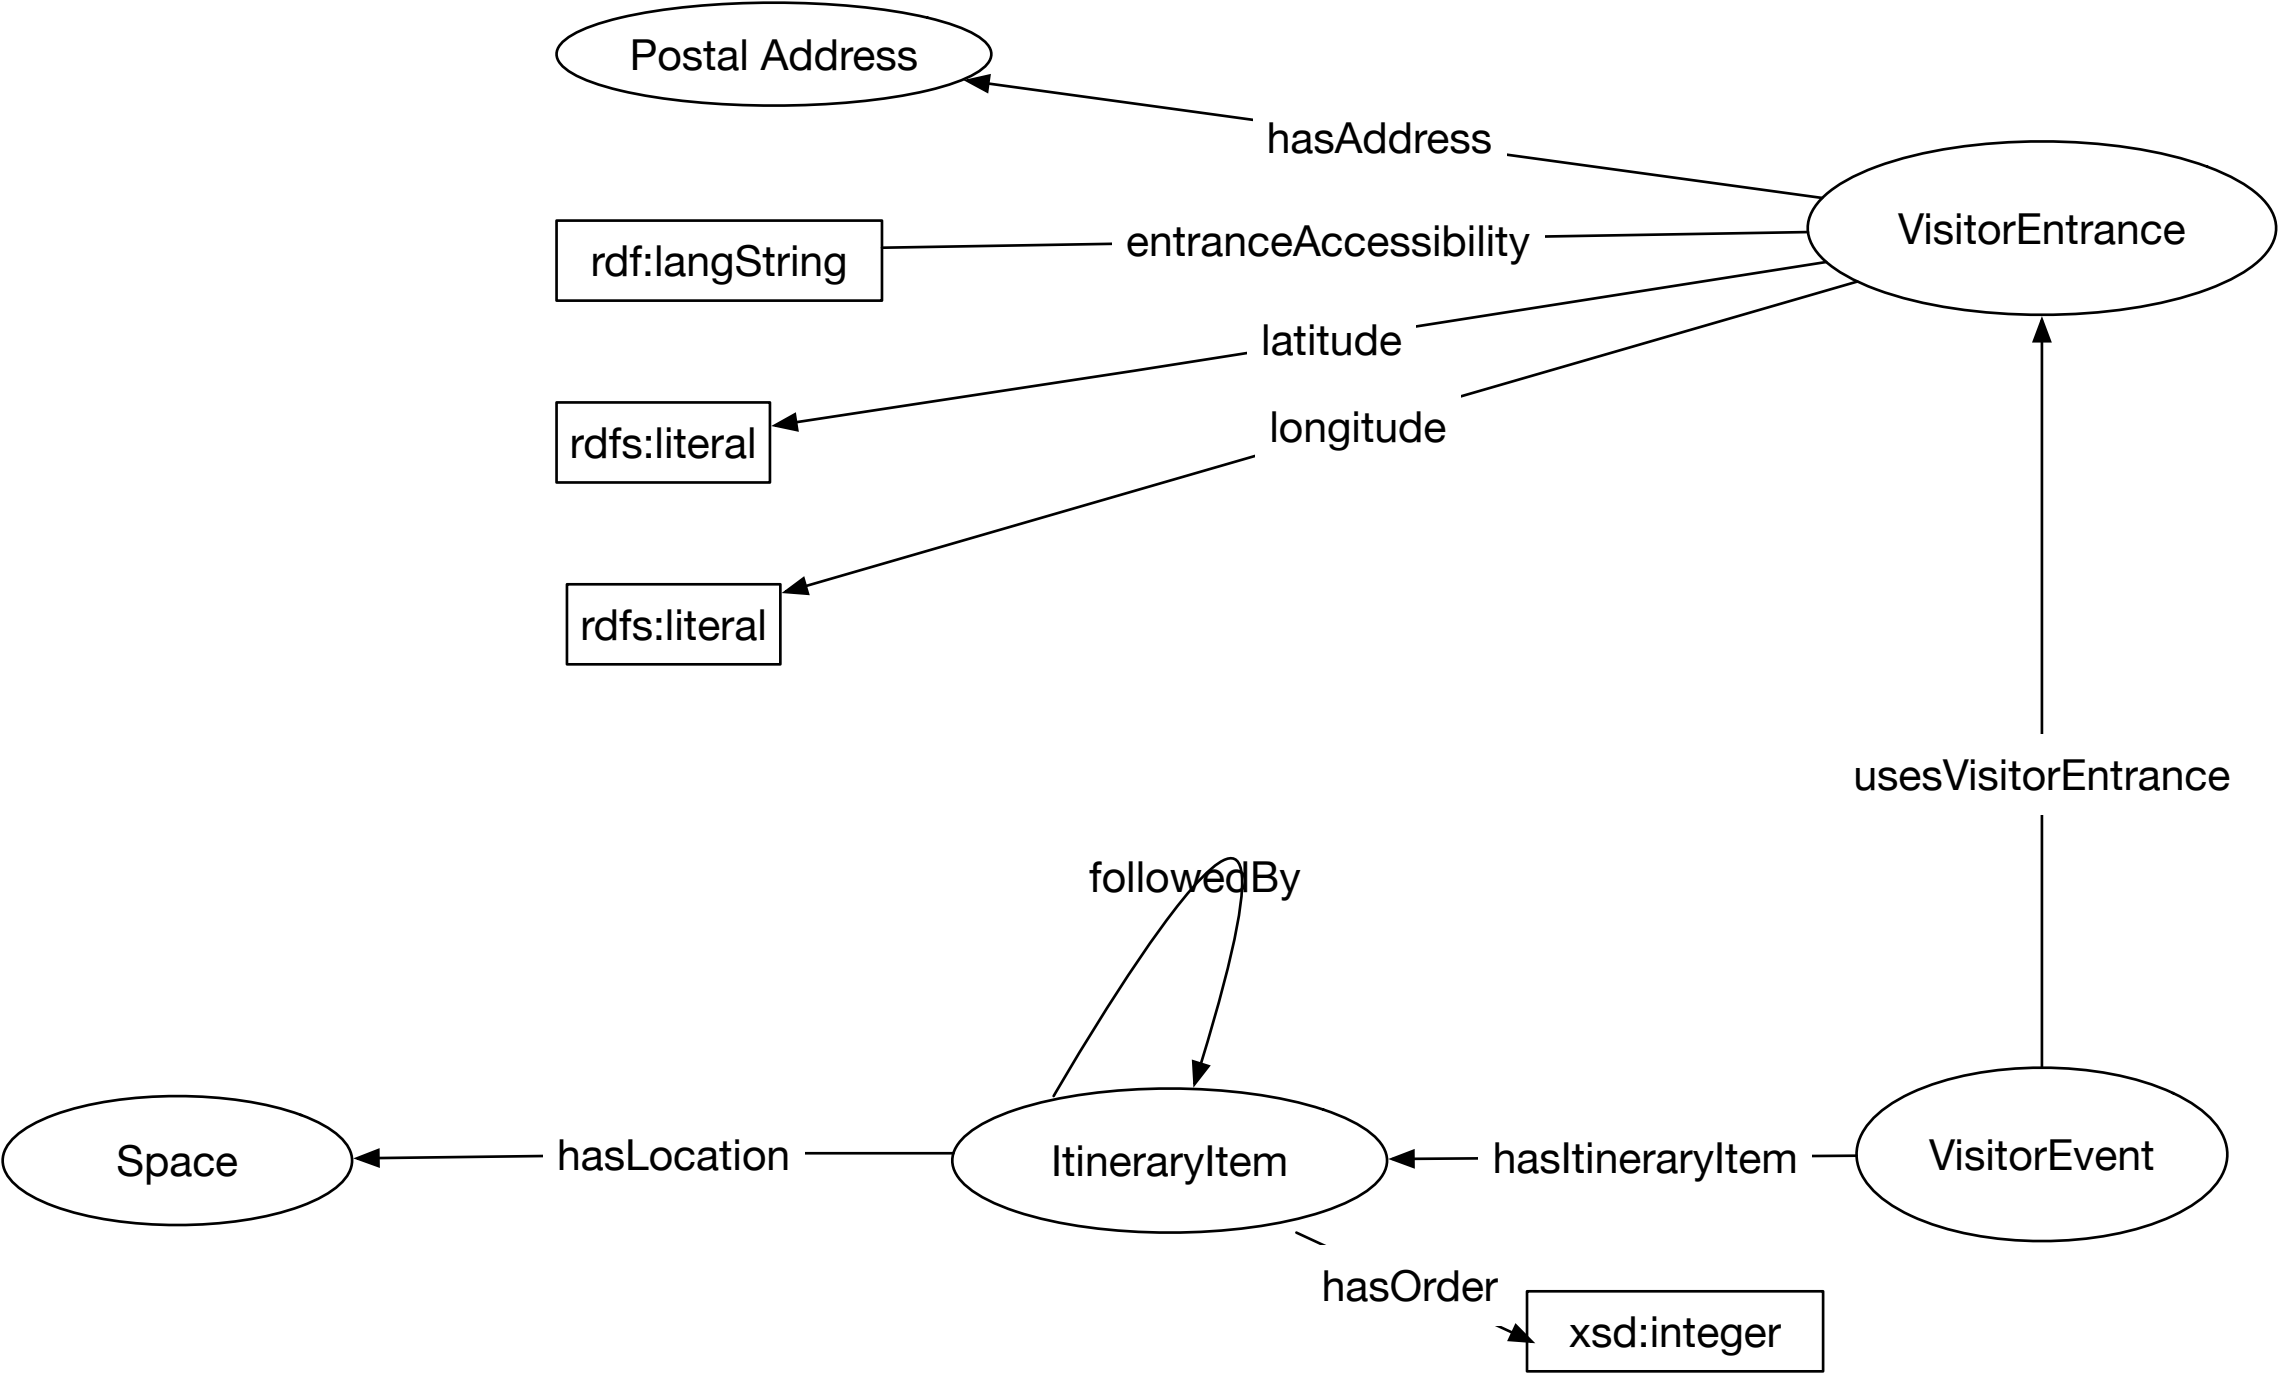 Postal Address
hasAddress
VisitorEntrance
entranceAccessibility
rdf:langString
latitude
longitude
rdfs:literal
rdfs:literal
usesVisitorEntrance
followedBy
Space
hasLocation
ItineraryItem
hasItineraryItem
VisitorEvent
hasOrder
xsd:integer